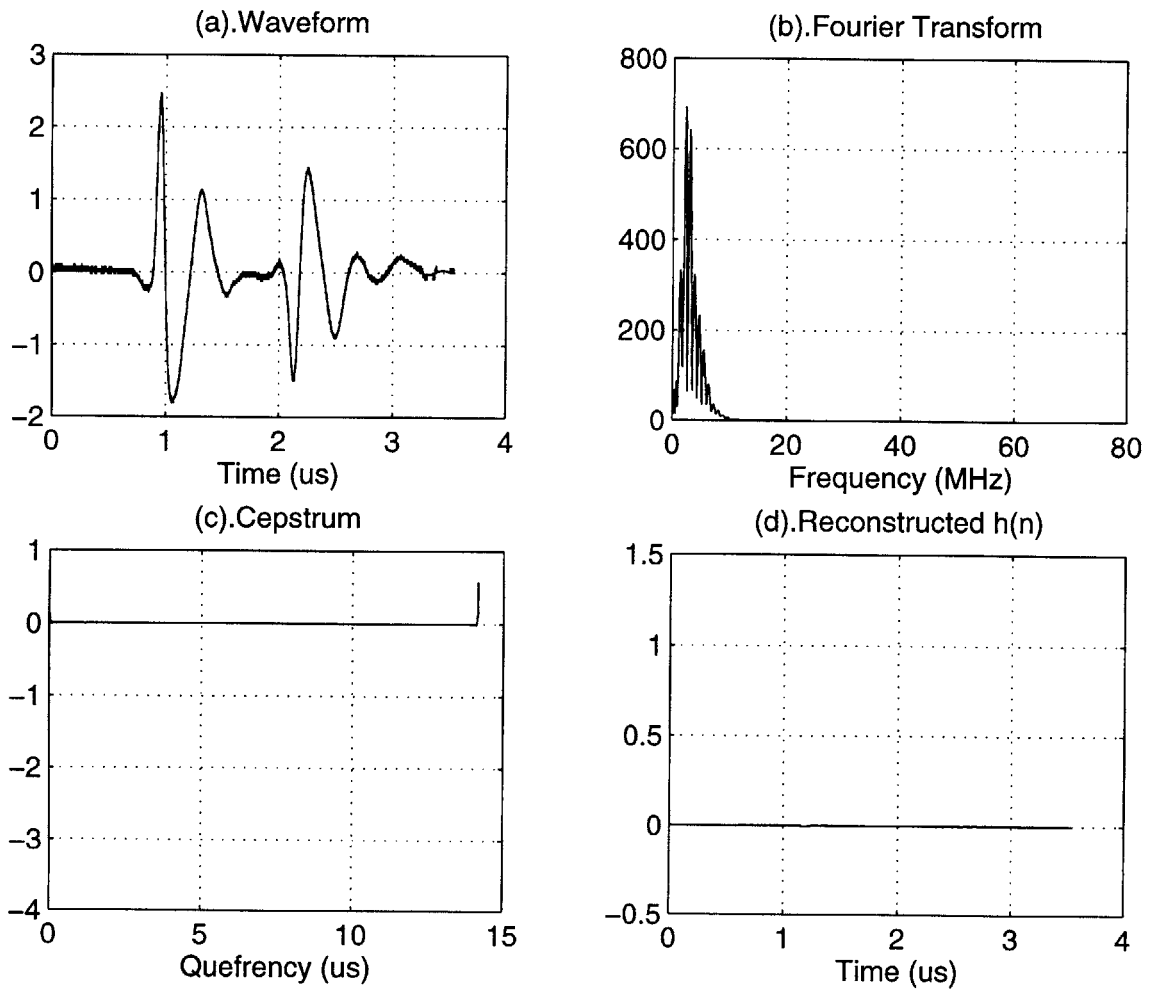 (a).Waveform
3
2
1
0
−1
−2
0 1 2 3 4
Time (us)
(b).Fourier Transform
800
600
400
200
0
0 20 40 60 80
Frequency (MHz)
(c).Cepstrum
1
0
−1
−2
−3
−4
0 5 10 15
Quefrency (us)
(d).Reconstructed h(n)
1.5
1
0.5
0
−0.5
0 1 2 3 4
Time (us)